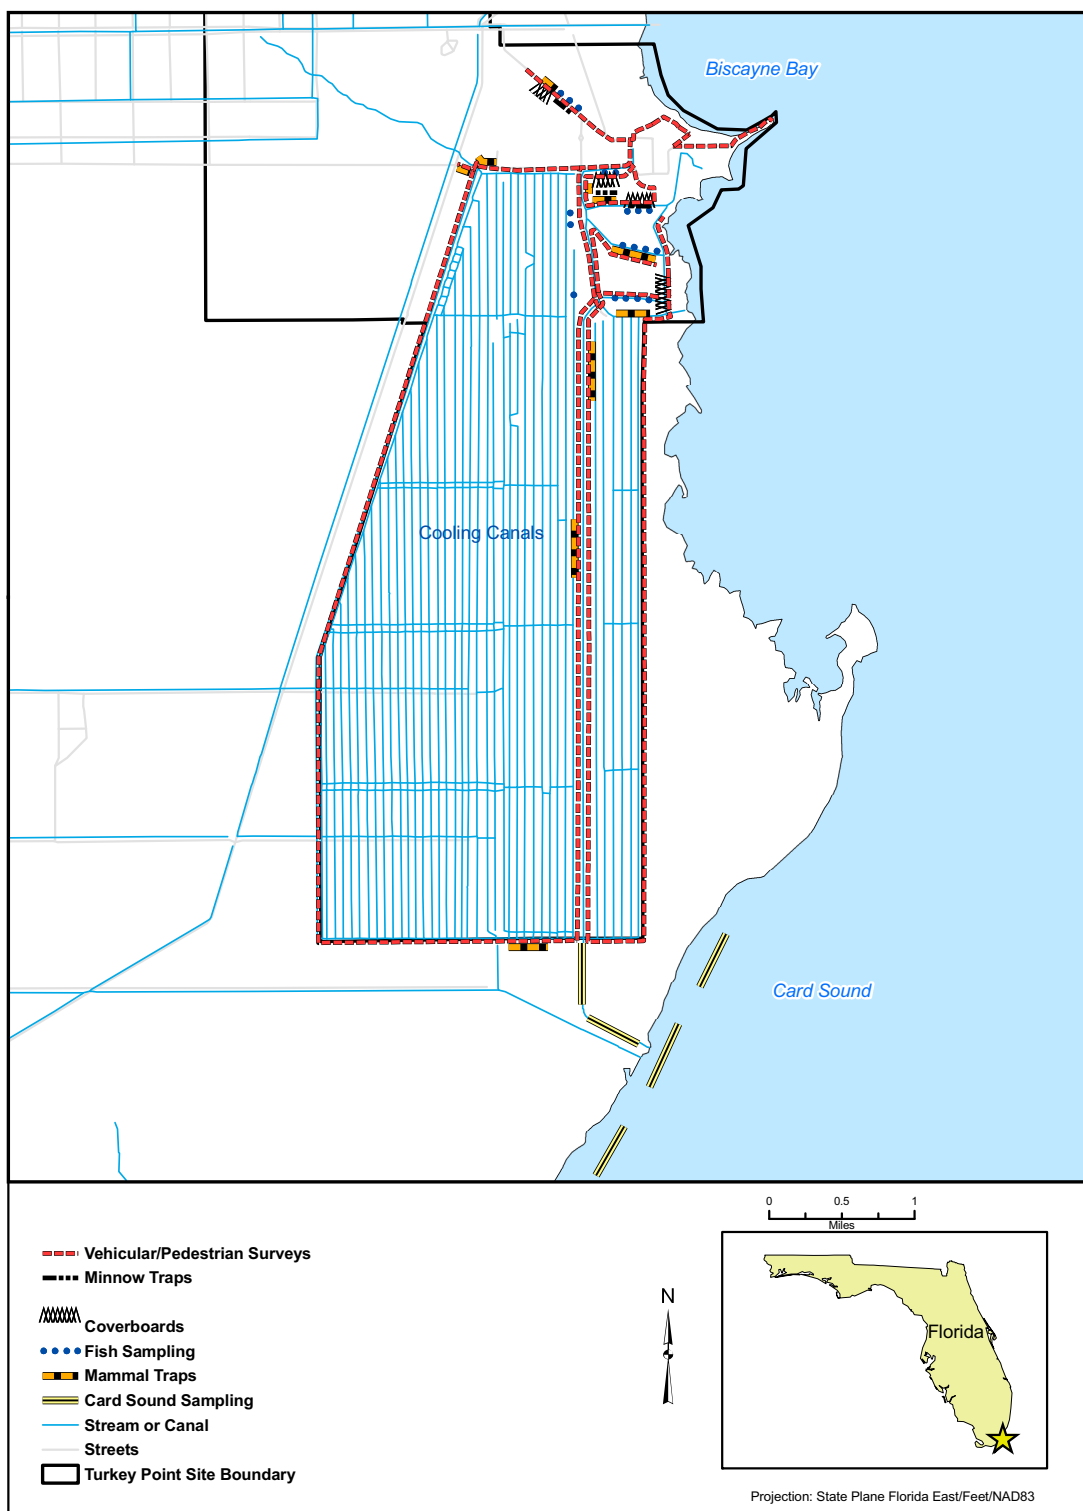 Biscayne Bay
Cooling Canals
Card Sound
Vehicular/Pedestrian Surveys
Minnow Traps
Coverboards
Fish Sampling
Mammal Traps
Card Sound Sampling
Stream or Canal
Streets
Turkey Point Site Boundary
N
0 0.5 1
Miles
Florida
Projection: State Plane Florida East/Feet/NAD83